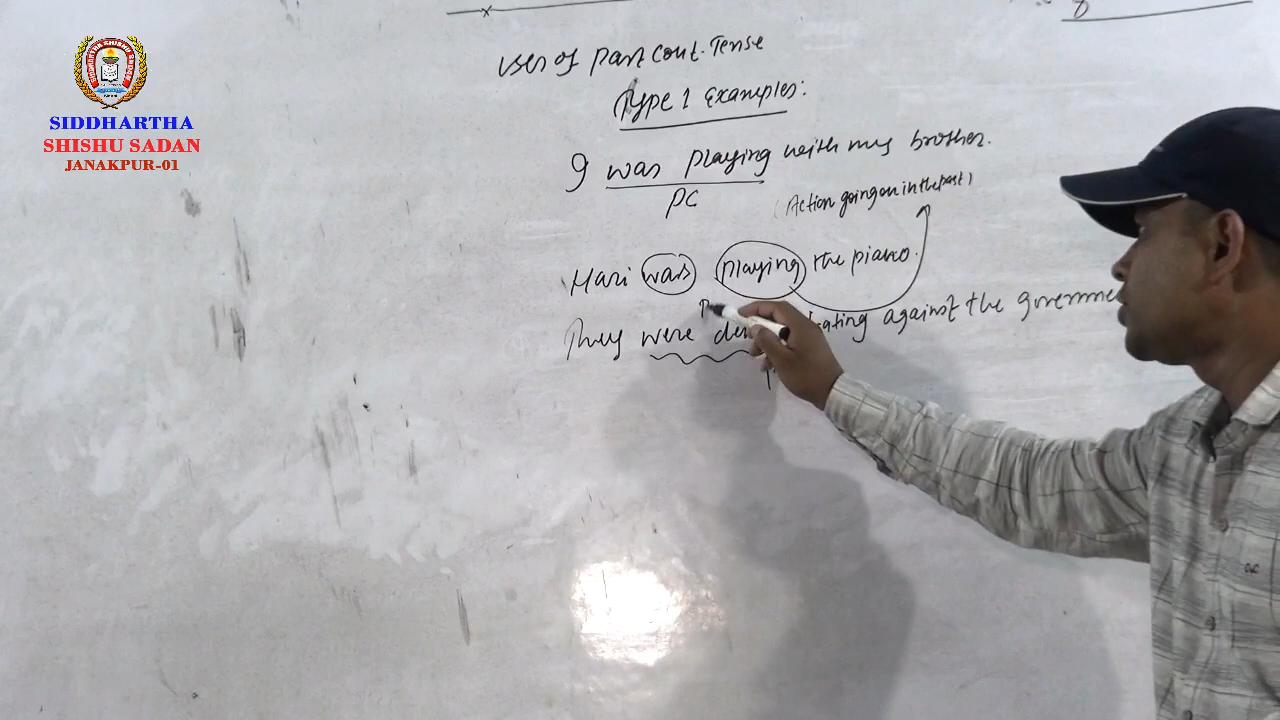 SIDDHARTHA
SHISHU SADAN
JANAKPUR-01
Uses of Past Cont. Tense
Type 1 Examples:
I was playing with my brother.
PC
(Action going on in the past)
Hari was playing the piano.
They were against the